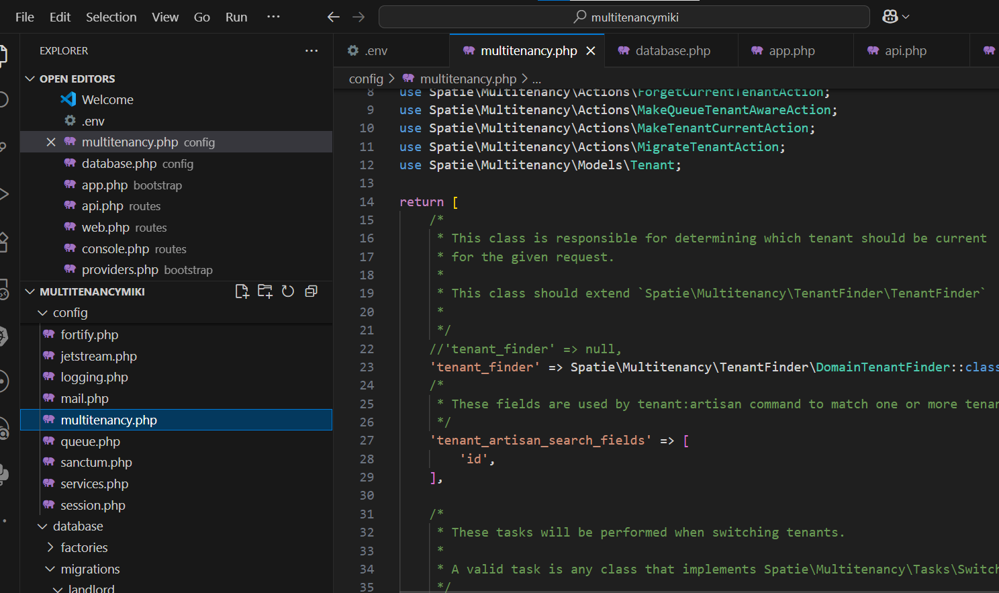 File Edit Selection View Go Run ···
multitenancymiki
EXPLORER ···
OPEN EDITORS
Welcome
.env
multitenancy.php config
database.php config
app.php bootstrap
api.php routes
web.php routes
console.php routes
providers.php bootstrap
MULTITENANCYMIKI
config
fortify.php
jetstream.php
logging.php
mail.php
multitenancy.php
queue.php
sanctum.php
services.php
session.php
database
factories
migrations
landlord
.env multitenancy.php database.php app.php api.php
config > multitenancy.php > ...
8 use Spatie\Multitenancy\Actions\ForgetCurrentTenantAction;
9 use Spatie\Multitenancy\Actions\MakeQueueTenantAwareAction;
10 use Spatie\Multitenancy\Actions\MakeTenantCurrentAction;
11 use Spatie\Multitenancy\Actions\MigrateTenantAction;
12 use Spatie\Multitenancy\Models\Tenant;
13
14 return [
15 /*
16 * This class is responsible for determining which tenant should be current
17 * for the given request.
18 *
19 * This class should extend `Spatie\Multitenancy\TenantFinder\TenantFinder`
20 *
21 */
22 //'tenant_finder' => null,
23 'tenant_finder' => Spatie\Multitenancy\TenantFinder\DomainTenantFinder::class
24 /*
25 * These fields are used by tenant:artisan command to match one or more tenan
26 */
27 'tenant_artisan_search_fields' => [
28 'id',
29 ],
30
31 /*
32 * These tasks will be performed when switching tenants.
33 *
34 * A valid task is any class that implements Spatie\Multitenancy\Tasks\Switch
35 */